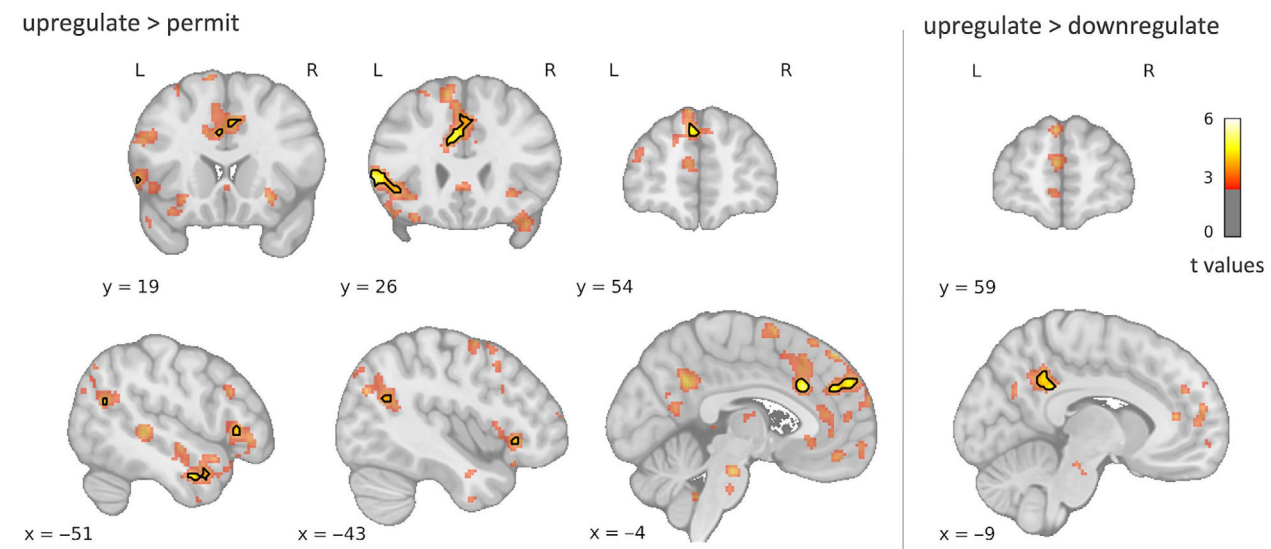 upregulate > permit
upregulate > downregulate
L R L R L R L R
6
3
0
t values
y = 19 y = 26 y = 54 y = 59
x = –51 x = –43 x = –4 x = –9